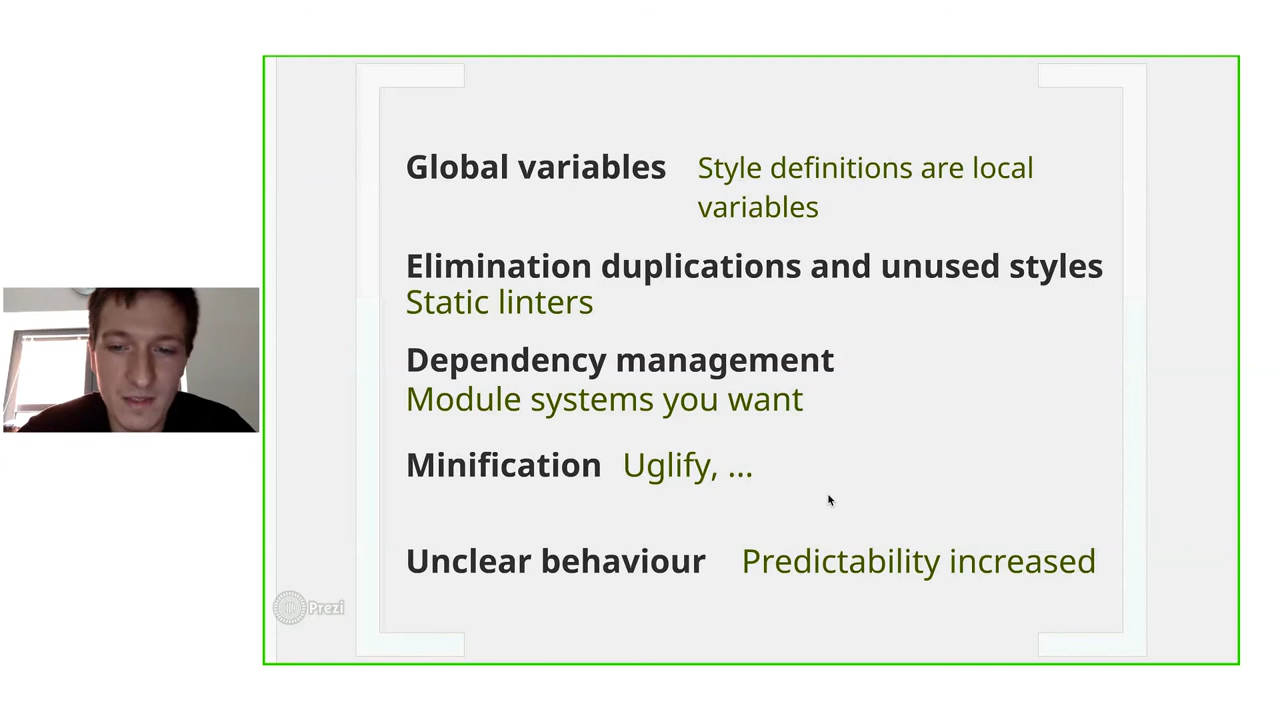 Global variables Style definitions are local
variables
Elimination duplications and unused styles
Static linters
Dependency management
Module systems you want
Minification Uglify, ...
Unclear behaviour Predictability increased
Prezi